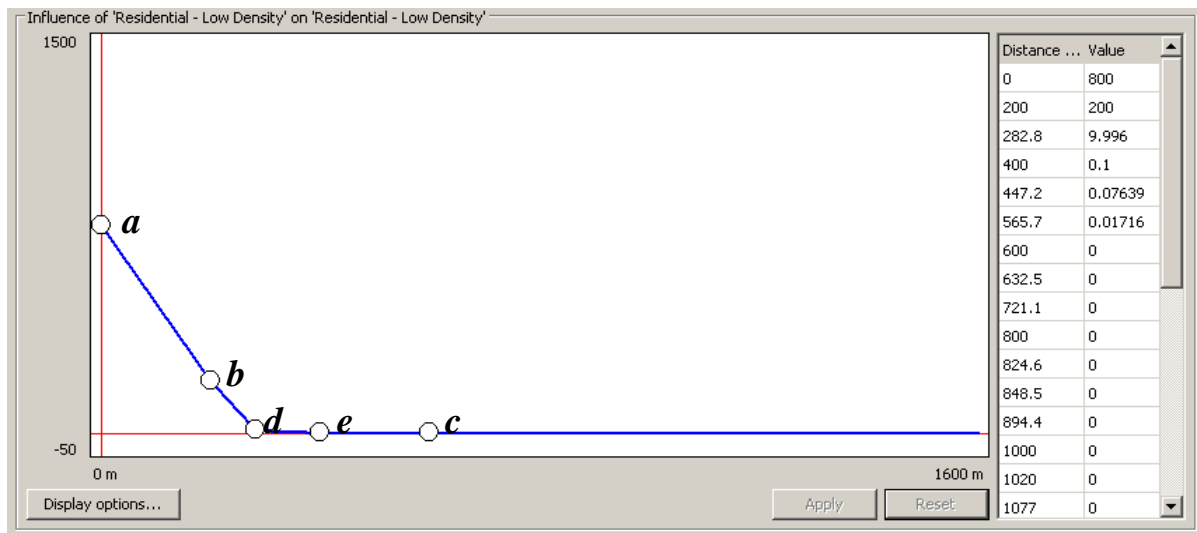 Influence of 'Residential - Low Density' on 'Residential - Low Density'
1500
a
b
d
e
c
-50
0 m
1600 m
Display options...
Apply
Reset
Distance ... Value
0 800
200 200
282.8 9.996
400 0.1
447.2 0.07639
565.7 0.01716
600 0
632.5 0
721.1 0
800 0
824.6 0
848.5 0
894.4 0
1000 0
1020 0
1077 0